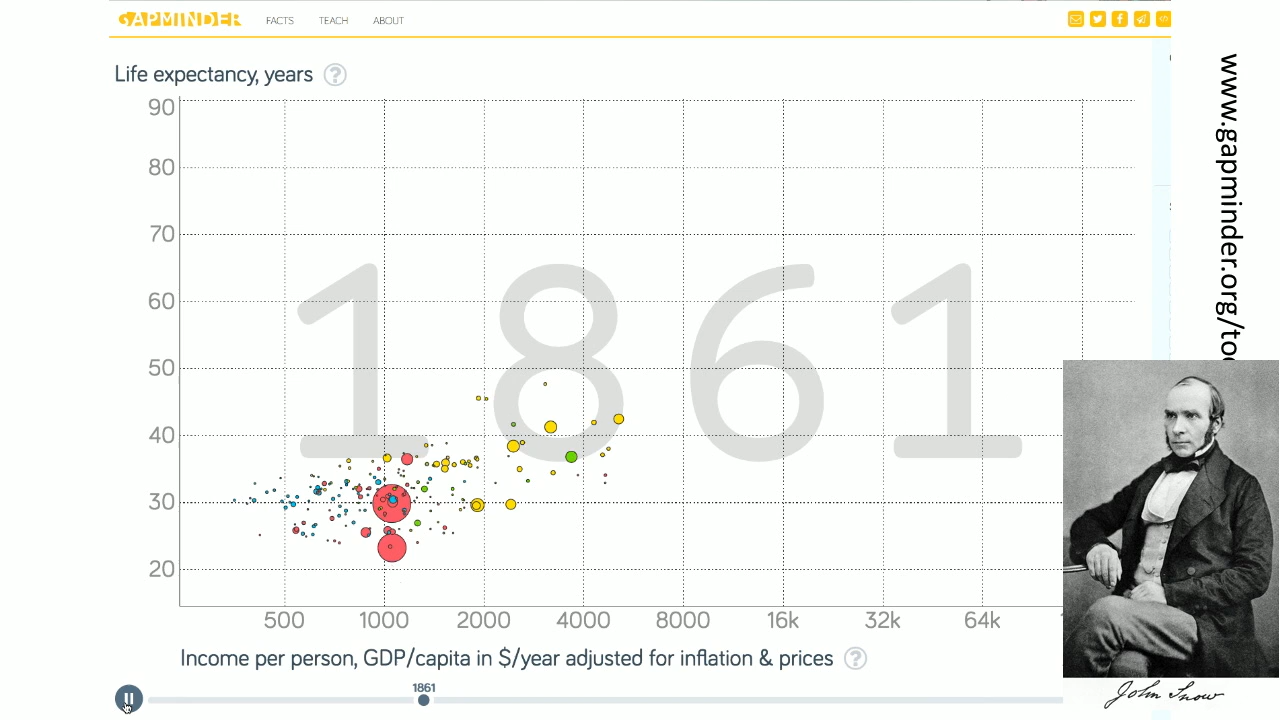 GAPMINDER
FACTS
TEACH
ABOUT
Life expectancy, years ?
90
80
70
60
50
40
30
20
1861
500
1000
2000
4000
8000
16k
32k
64k
Income per person, GDP/capita in $/year adjusted for inflation & prices ?
1861
www.gapminder.org/too
John Snow